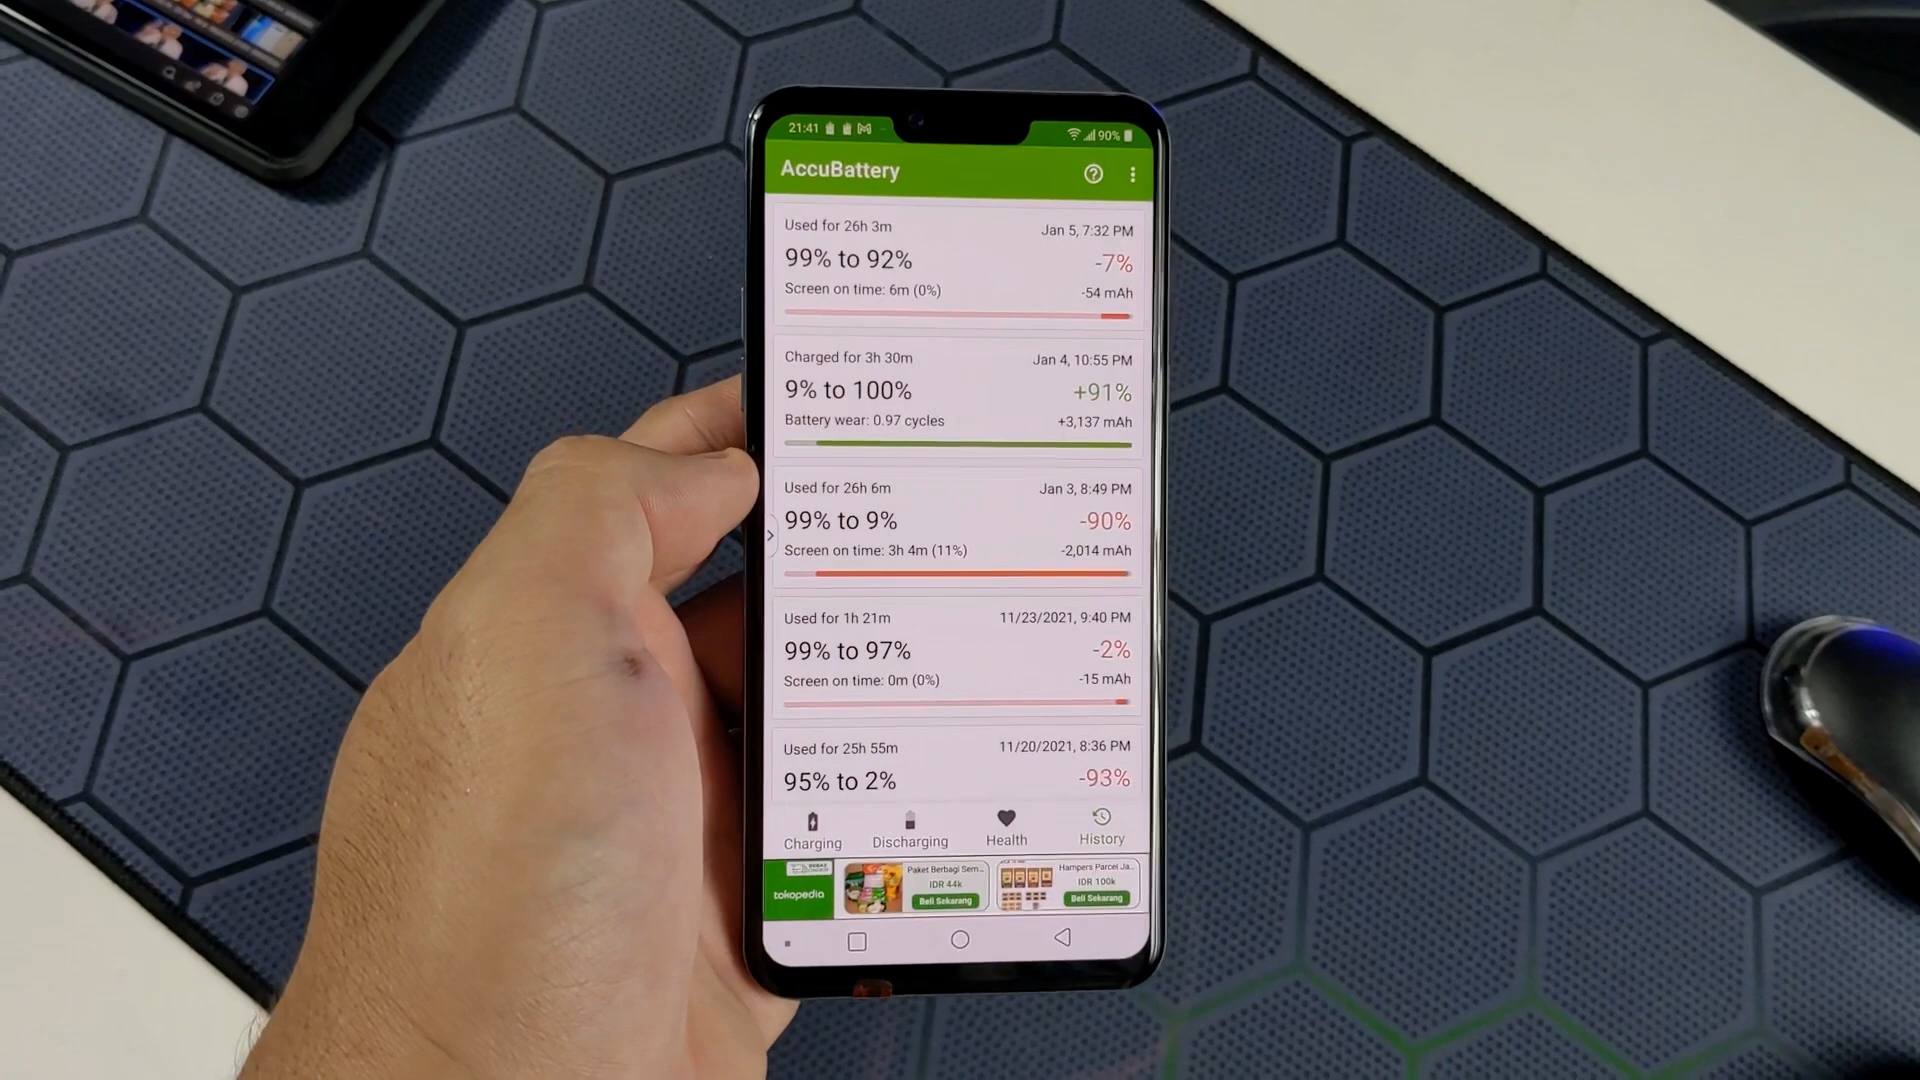 21:41
90%
AccuBattery
Used for 26h 3m
Jan 5, 7:32 PM
99% to 92%
-7%
Screen on time: 6m (0%)
-54 mAh
Charged for 3h 30m
Jan 4, 10:55 PM
9% to 100%
+91%
Battery wear: 0.97 cycles
+3,137 mAh
Used for 26h 6m
Jan 3, 8:49 PM
99% to 9%
-90%
Screen on time: 3h 4m (11%)
-2,014 mAh
Used for 1h 21m
11/23/2021, 9:40 PM
99% to 97%
-2%
Screen on time: 0m (0%)
-15 mAh
Used for 25h 55m
11/20/2021, 8:36 PM
95% to 2%
-93%
Charging
Discharging
Health
History
tokopedia
Paket Berbagi Sem...
IDR 44k
Beli Sekarang
Hampers Parcel Ja...
IDR 100k
Beli Sekarang